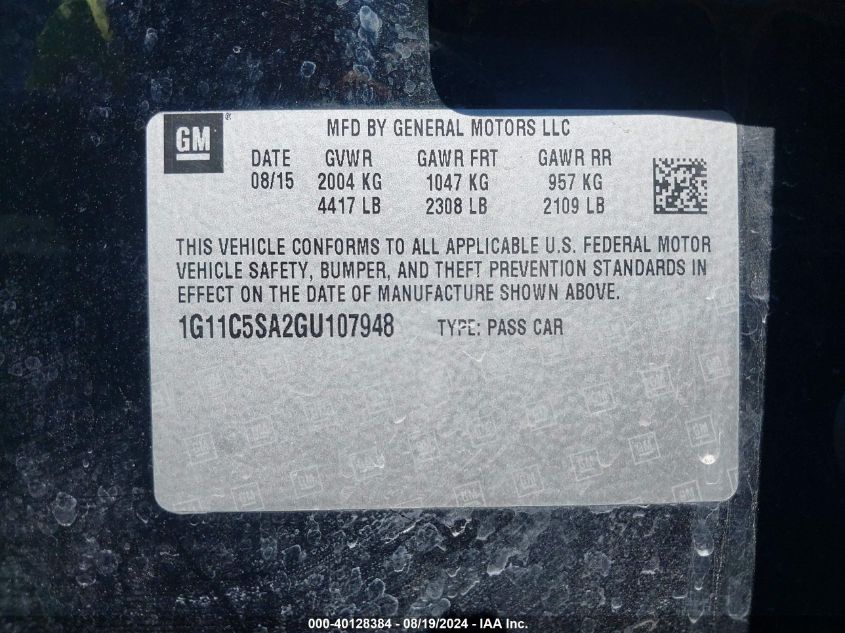 GM ®
MFD BY GENERAL MOTORS LLC
DATE GVWR GAWR FRT GAWR RR
08/15 2004 KG 1047 KG 957 KG
4417 LB 2308 LB 2109 LB
THIS VEHICLE CONFORMS TO ALL APPLICABLE U.S. FEDERAL MOTOR
VEHICLE SAFETY, BUMPER, AND THEFT PREVENTION STANDARDS IN
EFFECT ON THE DATE OF MANUFACTURE SHOWN ABOVE.
1G11C5SA2GU107948 TYPE: PASS CAR
000-40128384 - 08/19/2024 - IAA Inc.